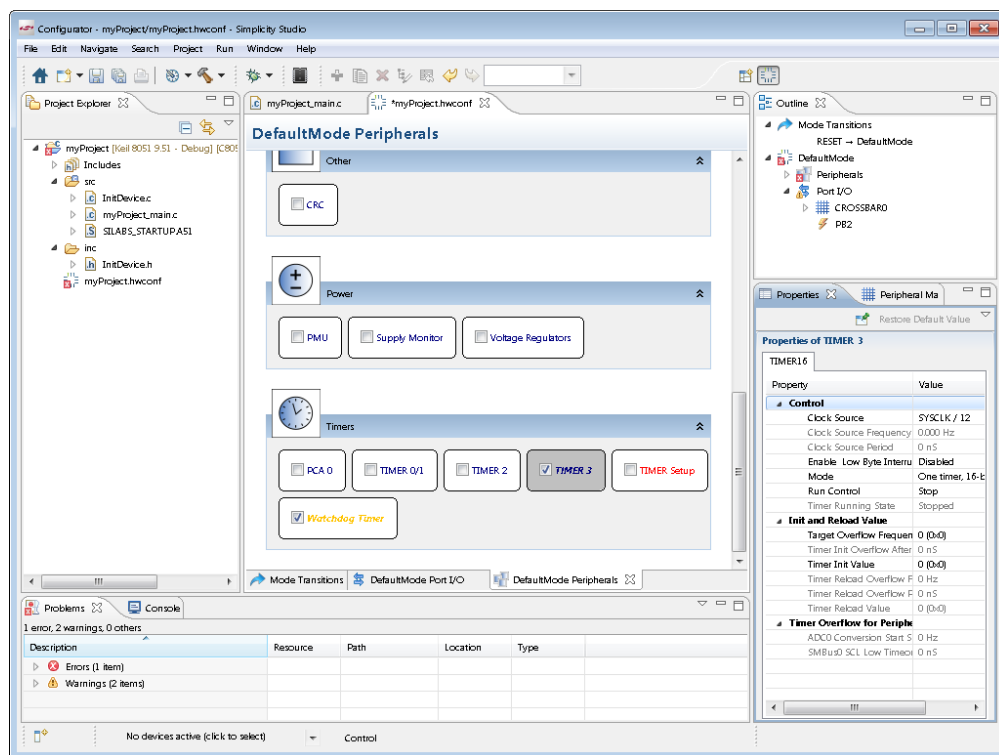 Configurator - myProject/myProject.hwconf - Simplicity Studio
File Edit Navigate Search Project Run Window Help
Project Explorer
myProject [Keil 8051 9.51 - Debug] [C805
Includes
src
InitDevice.c
myProject_main.c
SILABS_STARTUP.A51
inc
InitDevice.h
myProject.hwconf
myProject_main.c
*myProject.hwconf
DefaultMode Peripherals
Other
CRC
Power
PMU
Supply Monitor
Voltage Regulators
Timers
PCA 0
TIMER 0/1
TIMER 2
TIMER 3
TIMER Setup
Watchdog Timer
Mode Transitions
DefaultMode Port I/O
DefaultMode Peripherals
Outline
Mode Transitions
RESET → DefaultMode
DefaultMode
Peripherals
Port I/O
CROSSBAR0
PB2
Properties
Peripheral Ma
Restore Default Value
Properties of TIMER 3
TIMER16
Property Value
Control
Clock Source SYSCLK / 12
Clock Source Frequency 0.000 Hz
Clock Source Period 0 nS
Enable Low Byte Interru Disabled
Mode One timer, 16-b
Run Control Stop
Timer Running State Stopped
Init and Reload Value
Target Overflow Frequen 0 (0x0)
Timer Init Overflow After 0 nS
Timer Init Value 0 (0x0)
Timer Reload Overflow F 0 Hz
Timer Reload Overflow P 0 nS
Timer Reload Value 0 (0x0)
Timer Overflow for Periphe
ADC0 Conversion Start S 0 Hz
SMBus0 SCL Low Timeou 0 nS
Problems
Console
1 error, 2 warnings, 0 others
Description Resource Path Location Type
Errors (1 item)
Warnings (2 items)
No devices active (click to select)
Control